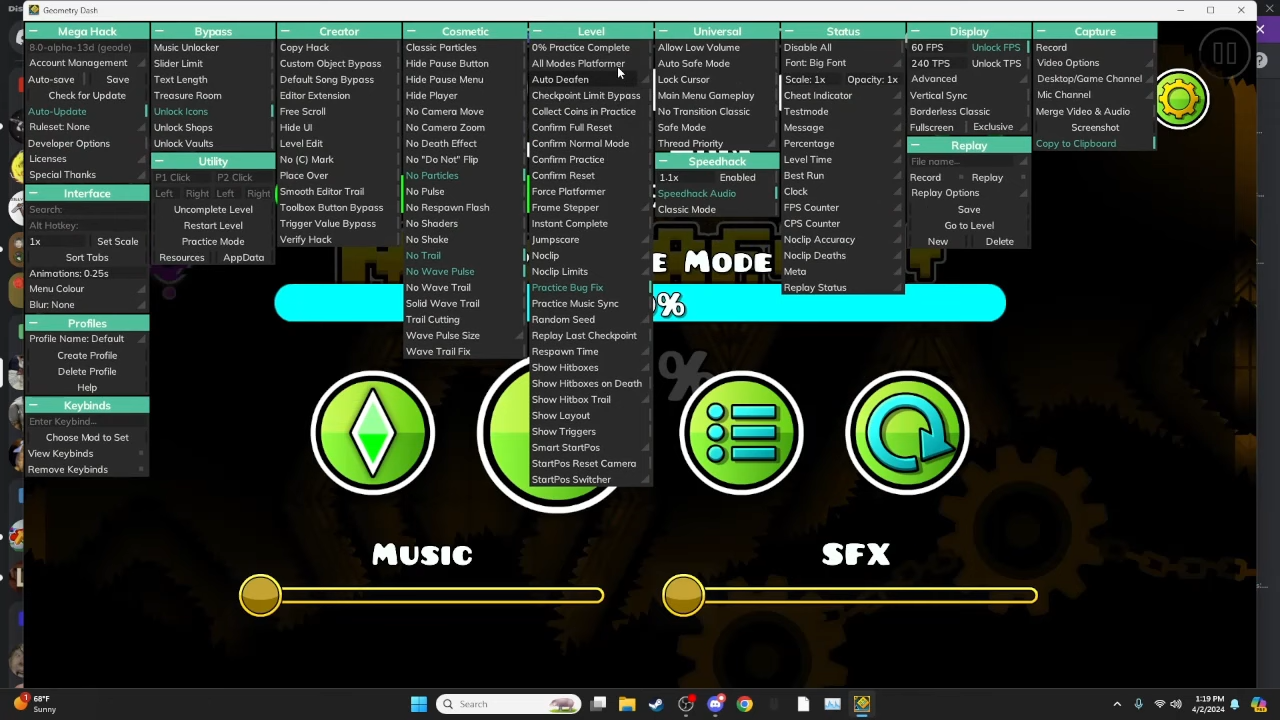 Dis
Geometry Dash
Mega Hack
8.0-alpha-13d (geode)
Account Management
Auto-save
Save
Check for Update
Auto-Update
Ruleset: None
Developer Options
Licenses
Special Thanks
Interface
Search:
Alt Hotkey:
1x
Set Scale
Sort Tabs
Animations: 0.25s
Menu Colour
Blur: None
Profiles
Profile Name: Default
Create Profile
Delete Profile
Help
Keybinds
Enter Keybind...
Choose Mod to Set
View Keybinds
Remove Keybinds
Bypass
Music Unlocker
Slider Limit
Text Length
Treasure Room
Unlock Icons
Unlock Shops
Unlock Vaults
Utility
P1 Click
P2 Click
Left
Right
Left
Right
Uncomplete Level
Restart Level
Practice Mode
Resources
AppData
Creator
Copy Hack
Custom Object Bypass
Default Song Bypass
Editor Extension
Free Scroll
Hide UI
Level Edit
No (C) Mark
Place Over
Smooth Editor Trail
Toolbox Button Bypass
Trigger Value Bypass
Verify Hack
Cosmetic
Classic Particles
Hide Pause Button
Hide Pause Menu
Hide Player
No Camera Move
No Camera Zoom
No Death Effect
No "Do Not" Flip
No Particles
No Pulse
No Respawn Flash
No Shaders
No Shake
No Trail
No Wave Pulse
No Wave Trail
Solid Wave Trail
Trail Cutting
Wave Pulse Size
Wave Trail Fix
Level
0% Practice Complete
All Modes Platformer
Auto Deafen
Checkpoint Limit Bypass
Collect Coins in Practice
Confirm Full Reset
Confirm Normal Mode
Confirm Practice
Confirm Reset
Force Platformer
Frame Stepper
Instant Complete
Jumpscare
Noclip
Noclip Limits
Practice Bug Fix
Practice Music Sync
Random Seed
Replay Last Checkpoint
Respawn Time
Show Hitboxes
Show Hitboxes on Death
Show Hitbox Trail
Show Layout
Show Triggers
Smart StartPos
StartPos Reset Camera
StartPos Switcher
Universal
Allow Low Volume
Auto Safe Mode
Lock Cursor
Main Menu Gameplay
No Transition Classic
Safe Mode
Thread Priority
Speedhack
1.1x
Enabled
Speedhack Audio
Classic Mode
Status
Disable All
Font: Big Font
Scale: 1x
Opacity: 1x
Cheat Indicator
Testmode
Message
Percentage
Level Time
Best Run
Clock
FPS Counter
CPS Counter
Noclip Accuracy
Noclip Deaths
Meta
Replay Status
Display
60 FPS
Unlock FPS
240 TPS
Unlock TPS
Advanced
Vertical Sync
Borderless Classic
Fullscreen
Exclusive
Replay
File name...
Record
Replay
Replay Options
Save
Go to Level
New
Delete
Capture
Record
Video Options
Desktop/Game Channel
Mic Channel
Merge Video & Audio
Screenshot
Copy to Clipboard
e Mode
%
%
Music
SFX
1
68°F
Sunny
Search
1:19 PM
4/2/2024